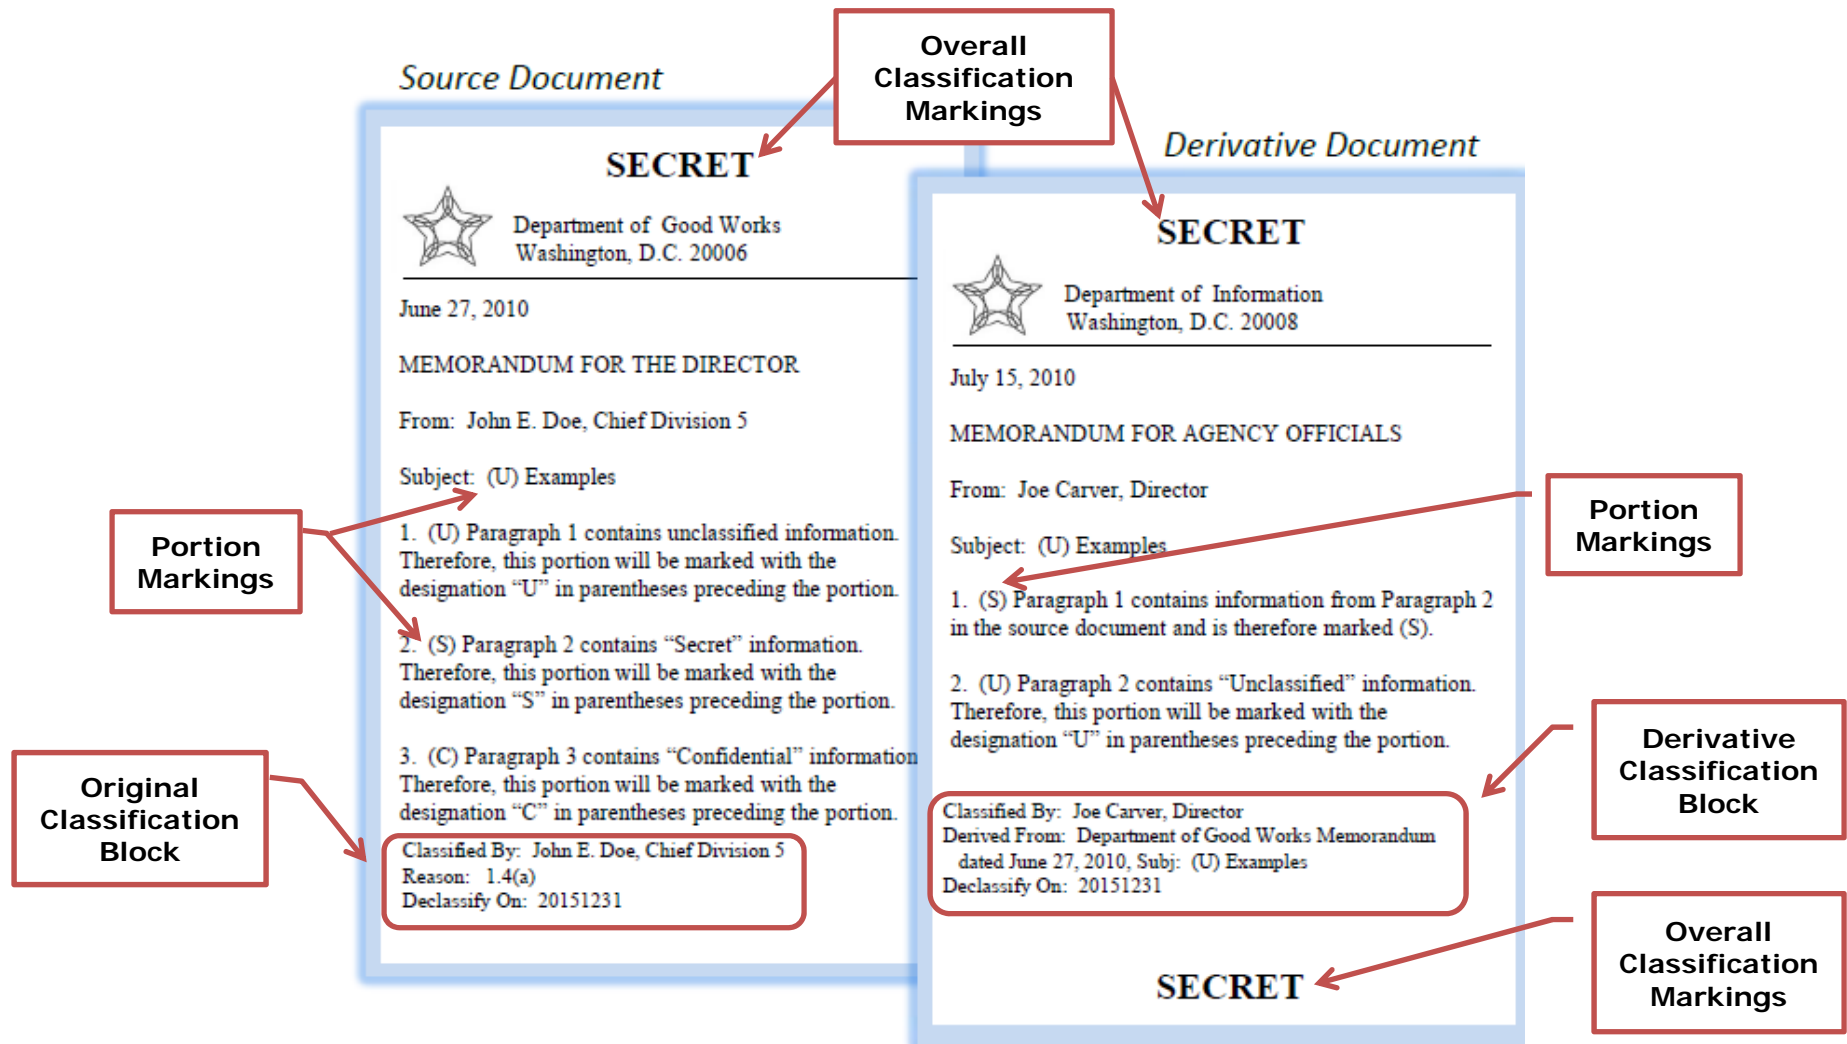 Overall
Classification
Markings
Source Document
SECRET
Department of Good Works
Washington, D.C. 20006
June 27, 2010
MEMORANDUM FOR THE DIRECTOR
From: John E. Doe, Chief Division 5
Subject: (U) Examples
1. (U) Paragraph 1 contains unclassified information.
Therefore, this portion will be marked with the
designation “U” in parentheses preceding the portion.
2. (S) Paragraph 2 contains “Secret” information.
Therefore, this portion will be marked with the
designation “S” in parentheses preceding the portion.
3. (C) Paragraph 3 contains “Confidential” information
Therefore, this portion will be marked with the
designation “C” in parentheses preceding the portion.
Classified By: John E. Doe, Chief Division 5
Reason: 1.4(a)
Declassify On: 20151231
Portion
Markings
Original
Classification
Block
Derivative Document
SECRET
Department of Information
Washington, D.C. 20008
July 15, 2010
MEMORANDUM FOR AGENCY OFFICIALS
From: Joe Carver, Director
Subject: (U) Examples
1. (S) Paragraph 1 contains information from Paragraph 2
in the source document and is therefore marked (S).
2. (U) Paragraph 2 contains “Unclassified” information.
Therefore, this portion will be marked with the
designation “U” in parentheses preceding the portion.
Classified By: Joe Carver, Director
Derived From: Department of Good Works Memorandum
dated June 27, 2010, Subj: (U) Examples
Declassify On: 20151231
SECRET
Portion
Markings
Derivative
Classification
Block
Overall
Classification
Markings